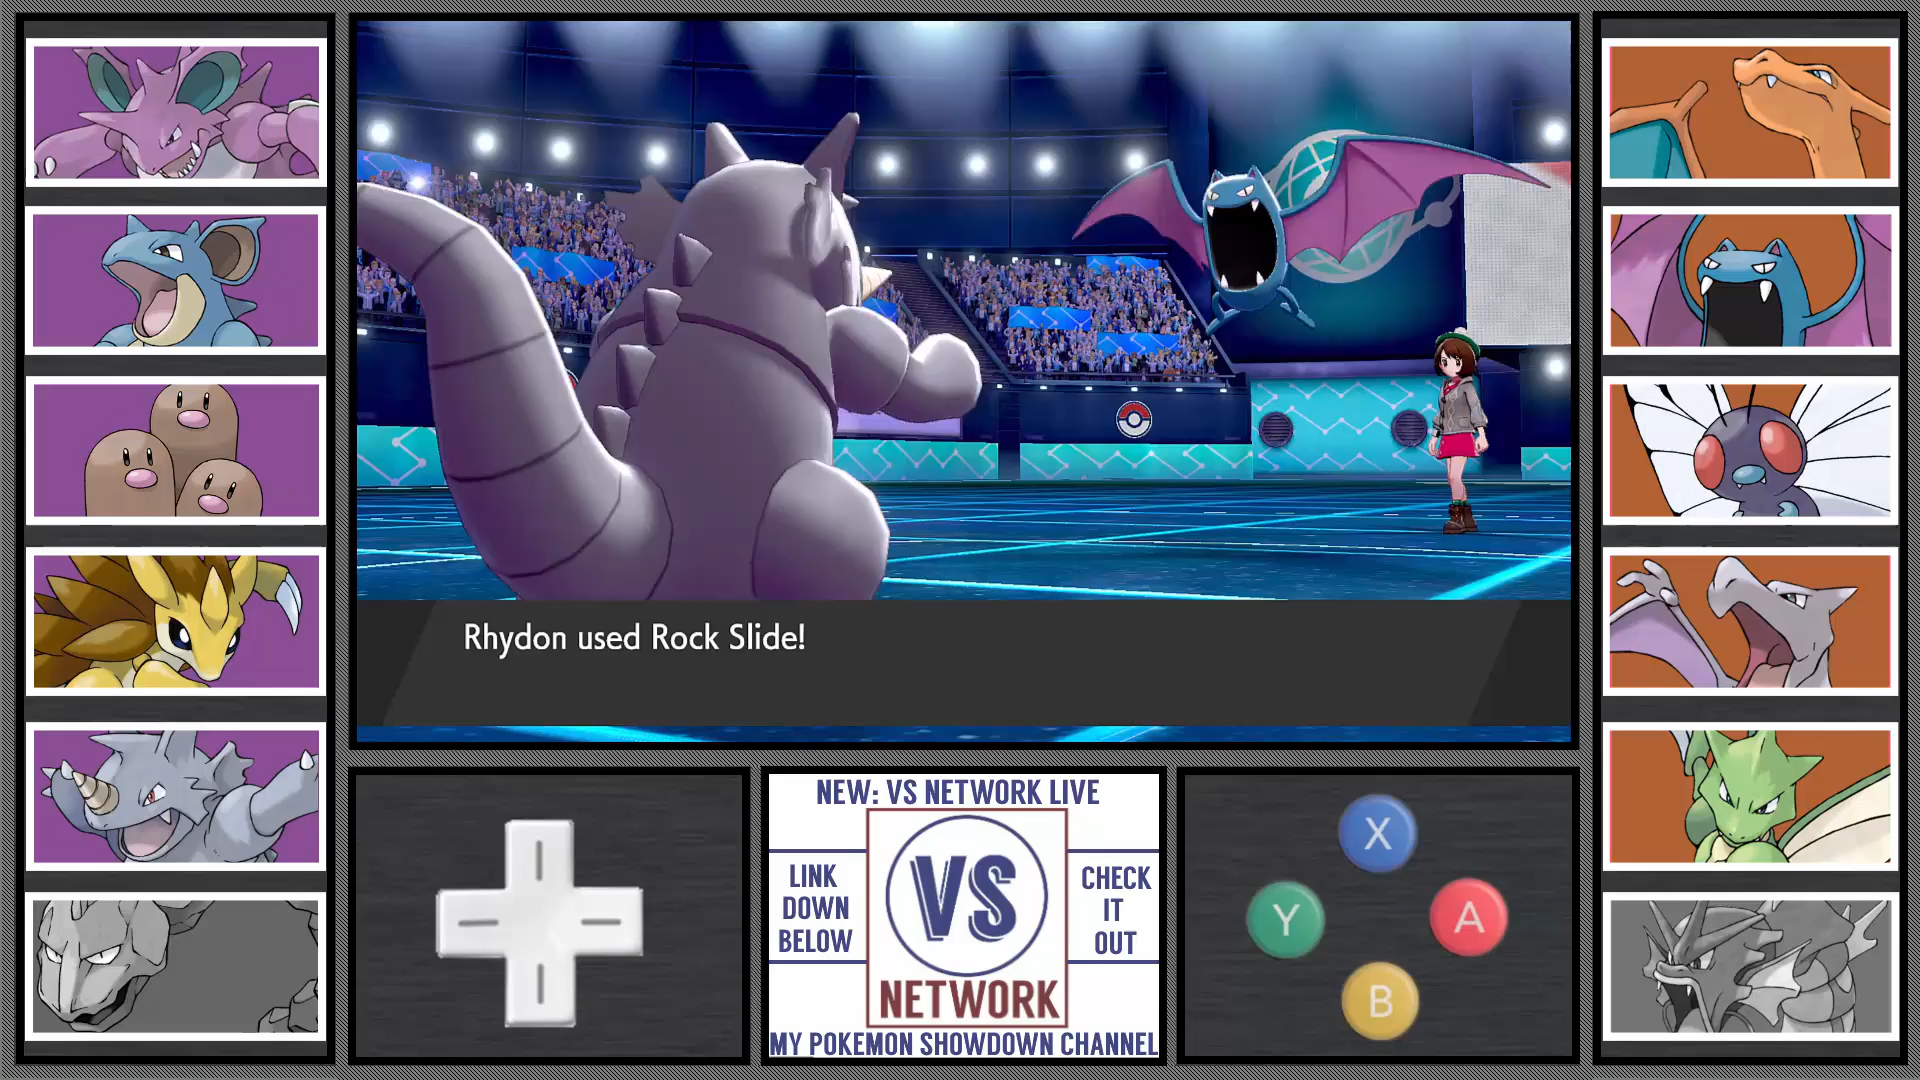 Rhydon used Rock Slide!
NEW: VS NETWORK LIVE
LINK
DOWN
BELOW
VS
NETWORK
CHECK
IT
OUT
MY POKEMON SHOWDOWN CHANNEL
X
Y
A
B